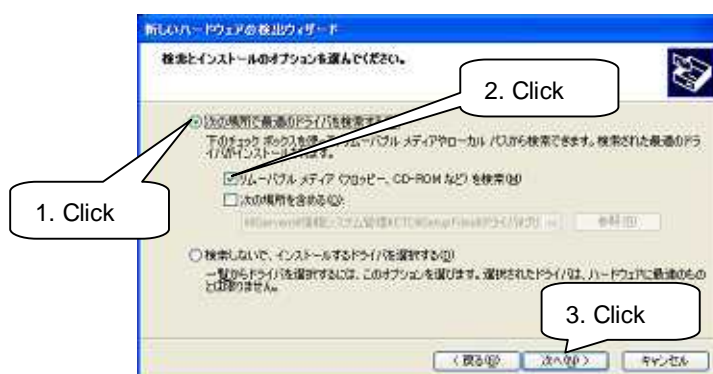 新しいハードウェアの検出ウィザード
検索とインストールのオプションを選んでください。
2. Click
次の場所で最適のドライバを検索する
下のチェック ボックスを使って、リムーバブル メディアやローカル パスから検索できます。検索された最適のドラ
イバがインストールされます。
リムーバブル メディア (フロッピー、CD-ROM など) を検索(M)
1. Click
次の場所を含める(O):
参照(R)
検索しないで、インストールするドライバを選択する(D)
一覧からドライバを選択するには、このオプションを選びます。選択されたドライバは、ハードウェアに最適のもの
とは限りません。
3. Click
< 戻る(B)
次へ(N) >
キャンセル